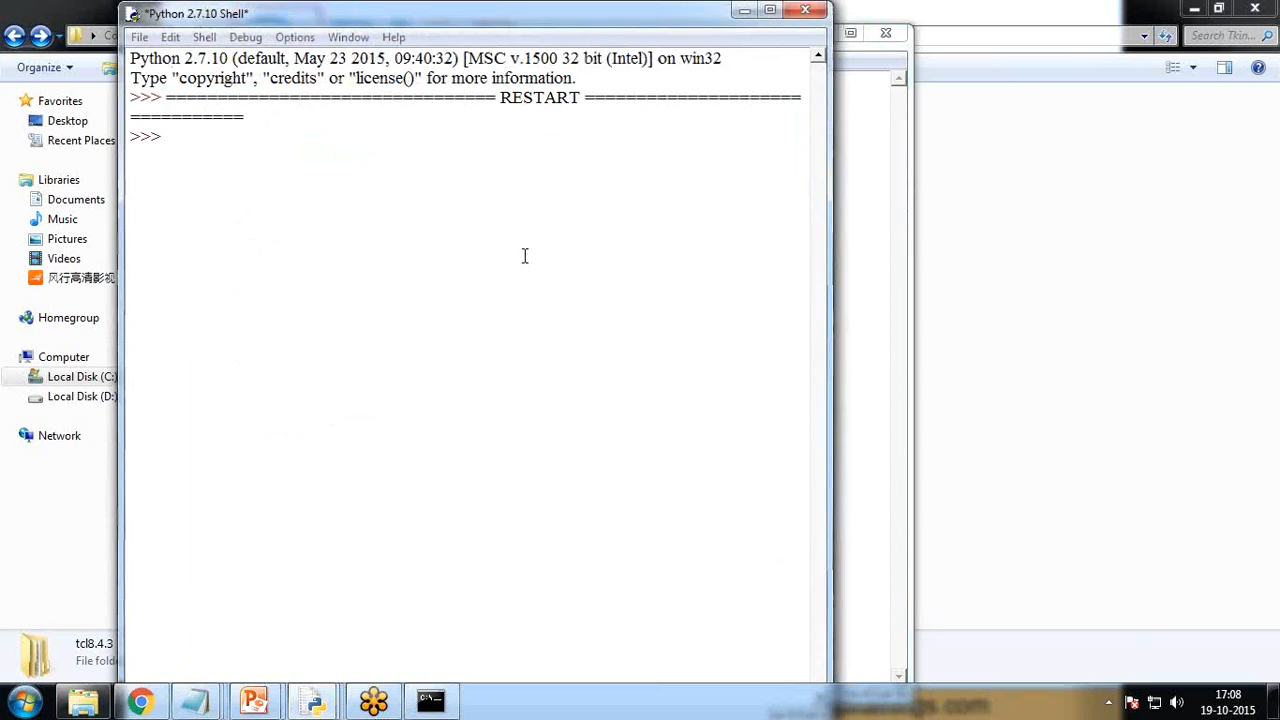 *Python 2.7.10 Shell*
File Edit Shell Debug Options Window Help
Python 2.7.10 (default, May 23 2015, 09:40:32) [MSC v.1500 32 bit (Intel)] on win32
Type "copyright", "credits" or "license()" for more information.
>>> ================================ RESTART =====================
===========
>>>
Search Tkin...
Organize
Favorites
Desktop
Recent Places
Libraries
Documents
Music
Pictures
Videos
风行高清影视
Homegroup
Computer
Local Disk (C:)
Local Disk (D:)
Network
tcl8.4.3
File
17:08
19-10-2015